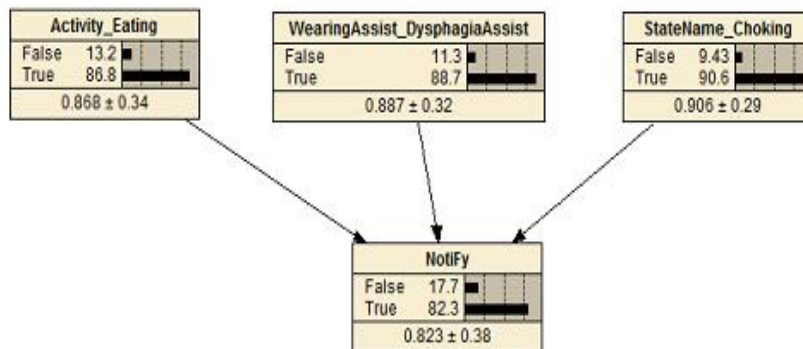 Activity_Eating
False 13.2
True 86.8
0.868 ± 0.34
WearingAssist_DysphagiaAssist
False 11.3
True 88.7
0.887 ± 0.32
StateName_Choking
False 9.43
True 90.6
0.906 ± 0.29
NotiFy
False 17.7
True 82.3
0.823 ± 0.38